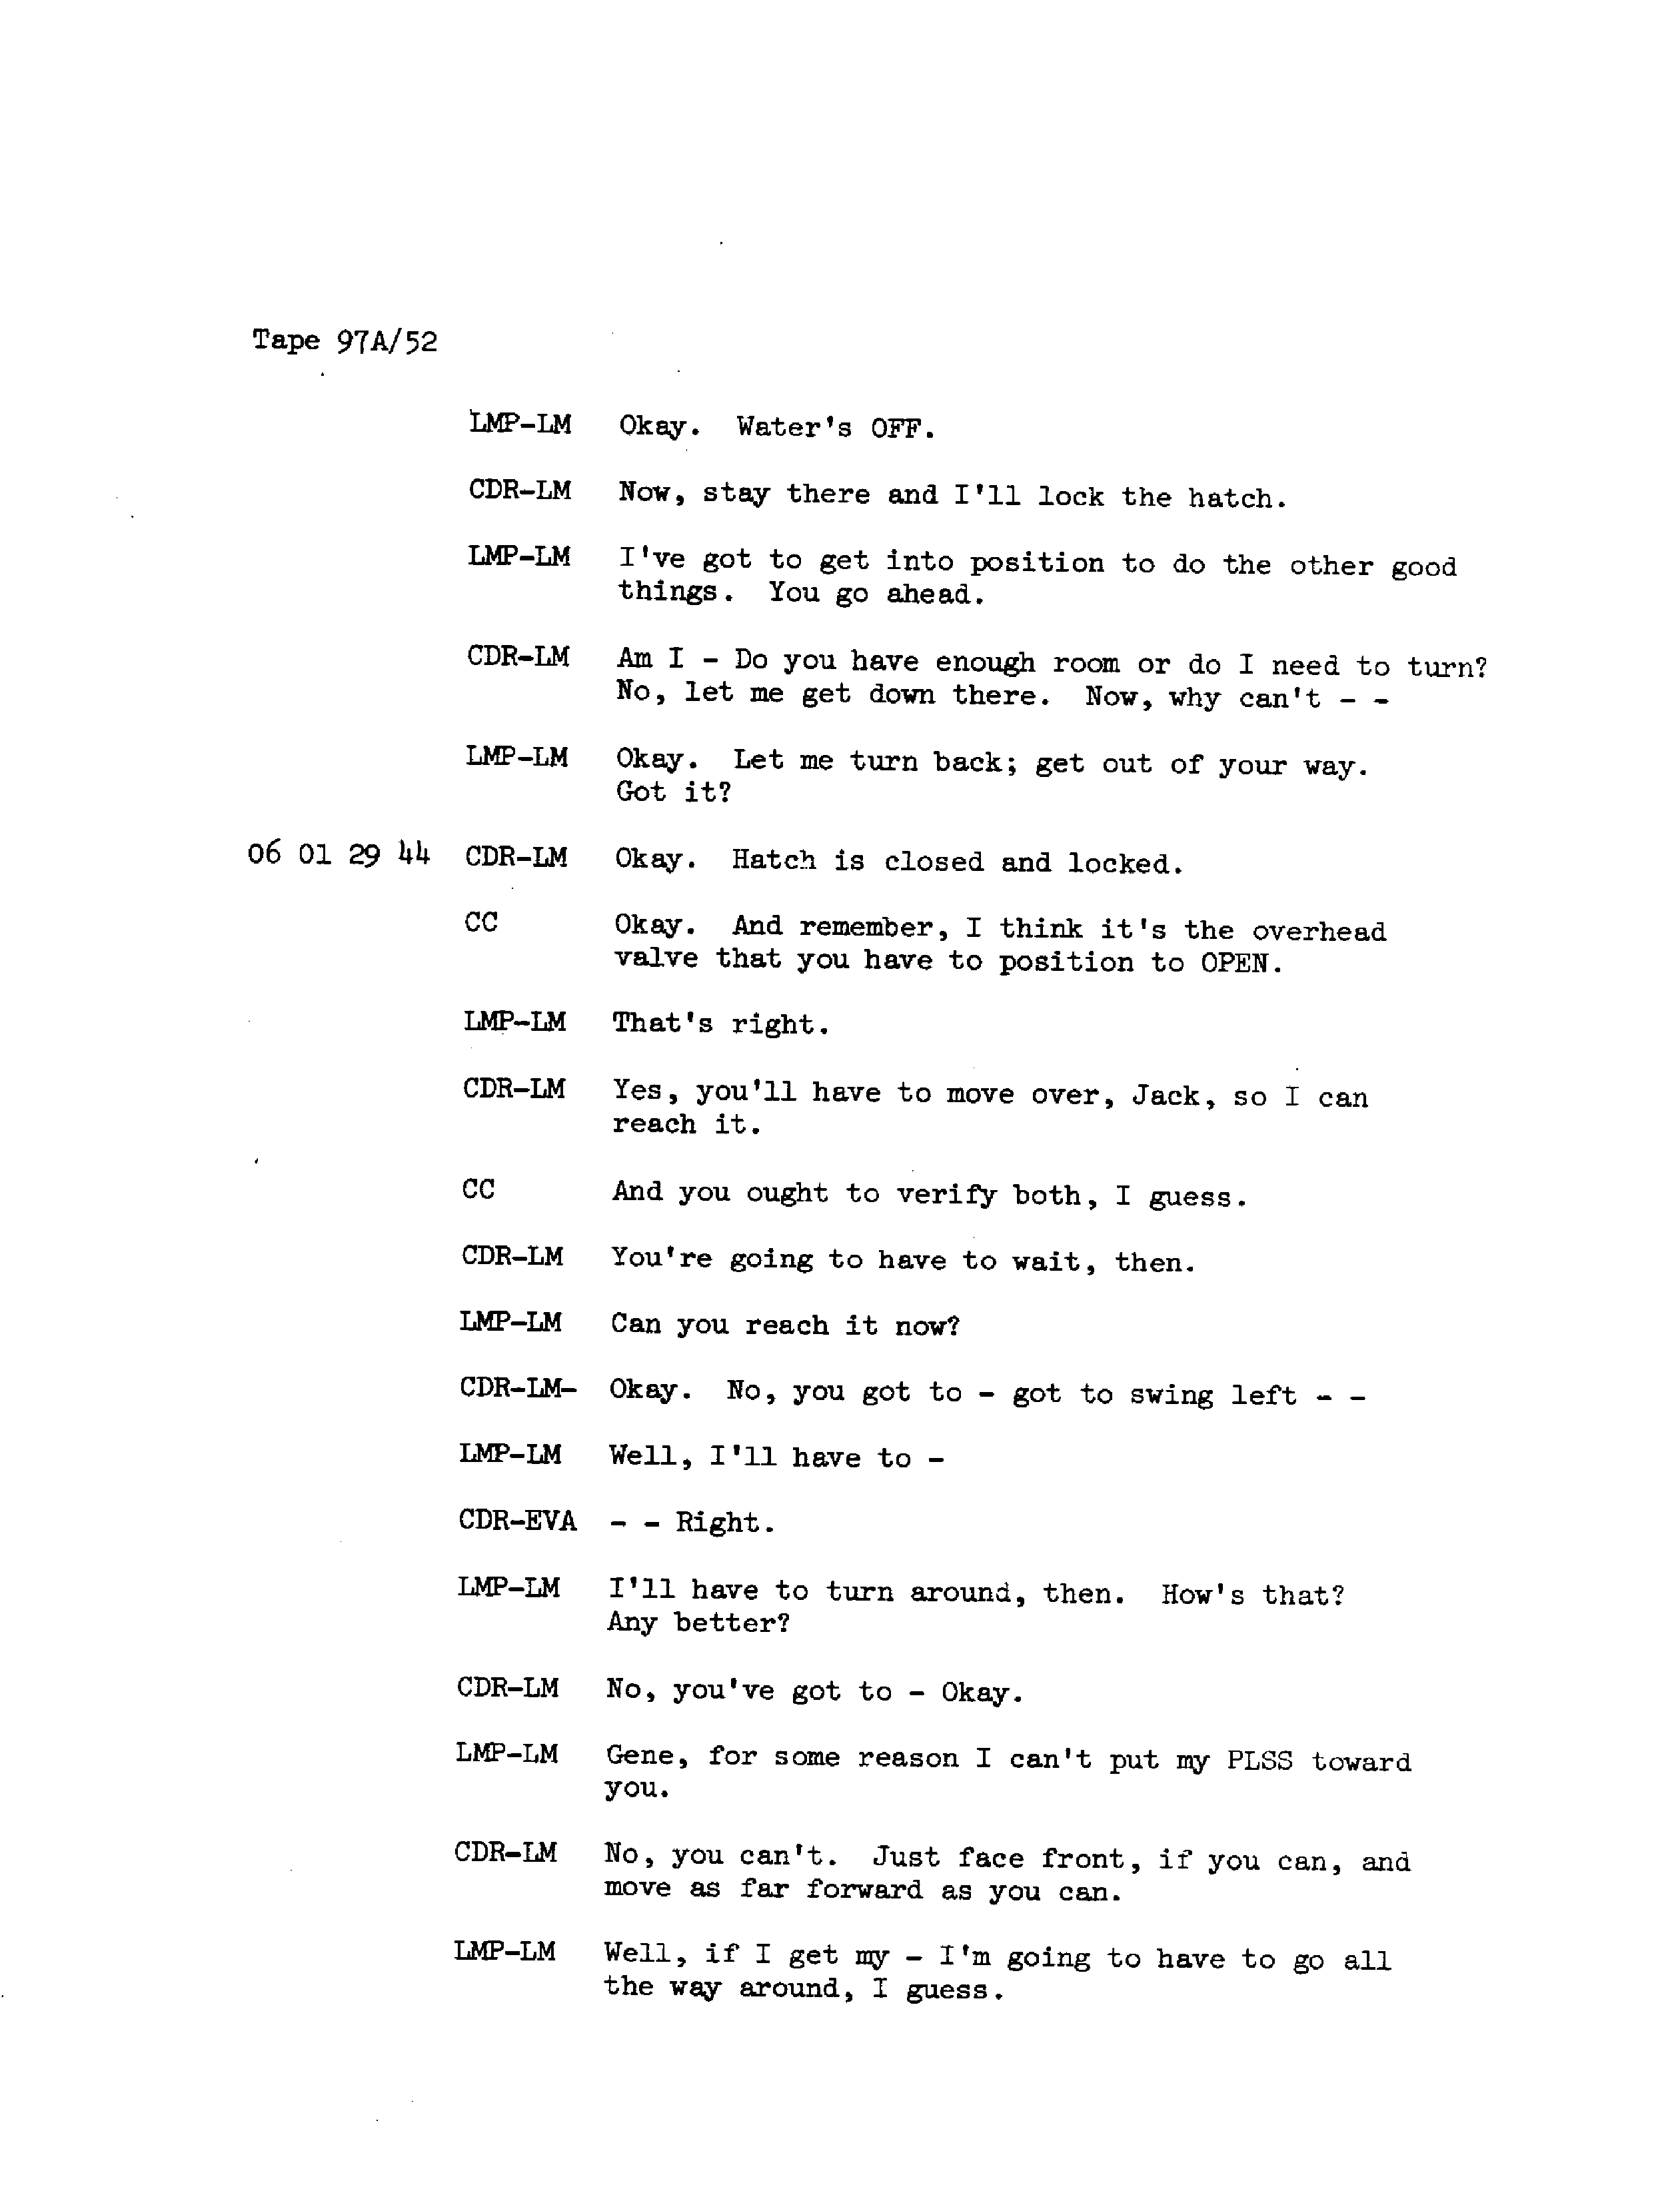 Tape 97A/52
LMP-LM Okay. Water's OFF.
CDR-LM Now, stay there and I'll lock the hatch.
LMP-LM I've got to get into position to do the other good
things. You go ahead.
CDR-LM Am I - Do you have enough room or do I need to turn?
No, let me get down there. Now, why can't - -
LMP-LM Okay. Let me turn back; get out of your way.
Got it?
06 01 29 44 CDR-LM Okay. Hatch is closed and locked.
CC Okay. And remember, I think it's the overhead
valve that you have to position to OPEN.
LMP-LM That's right.
CDR-LM Yes, you'll have to move over, Jack, so I can
reach it.
CC And you ought to verify both, I guess.
CDR-LM You're going to have to wait, then.
LMP-LM Can you reach it now?
CDR-LM- Okay. No, you got to - got to swing left - -
LMP-LM Well, I'll have to -
CDR-EVA - - Right.
LMP-LM I'll have to turn around, then. How's that?
Any better?
CDR-LM No, you've got to - Okay.
LMP-LM Gene, for some reason I can't put my PLSS toward
you.
CDR-LM No, you can't. Just face front, if you can, and
move as far forward as you can.
LMP-LM Well, if I get my - I'm going to have to go all
the way around, I guess.